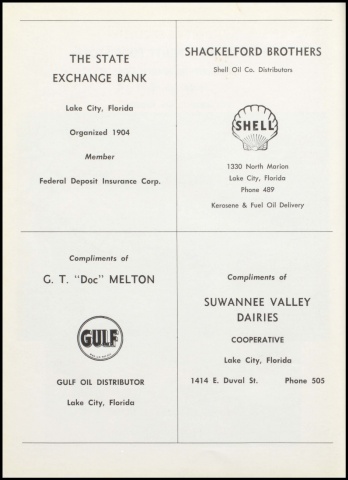 THE STATE
EXCHANGE BANK
Lake City, Florida
Organized 1904
Member
Federal Deposit Insurance Corp.
SHACKELFORD BROTHERS
Shell Oil Co. Distributors
SHELL
1330 North Marion
Lake City, Florida
Phone 489
Kerosene & Fuel Oil Delivery
Compliments of
G. T. "Doc" MELTON
GULF
GULF OIL DISTRIBUTOR
Lake City, Florida
Compliments of
SUWANNEE VALLEY
DAIRIES
COOPERATIVE
Lake City, Florida
1414 E. Duval St. Phone 505